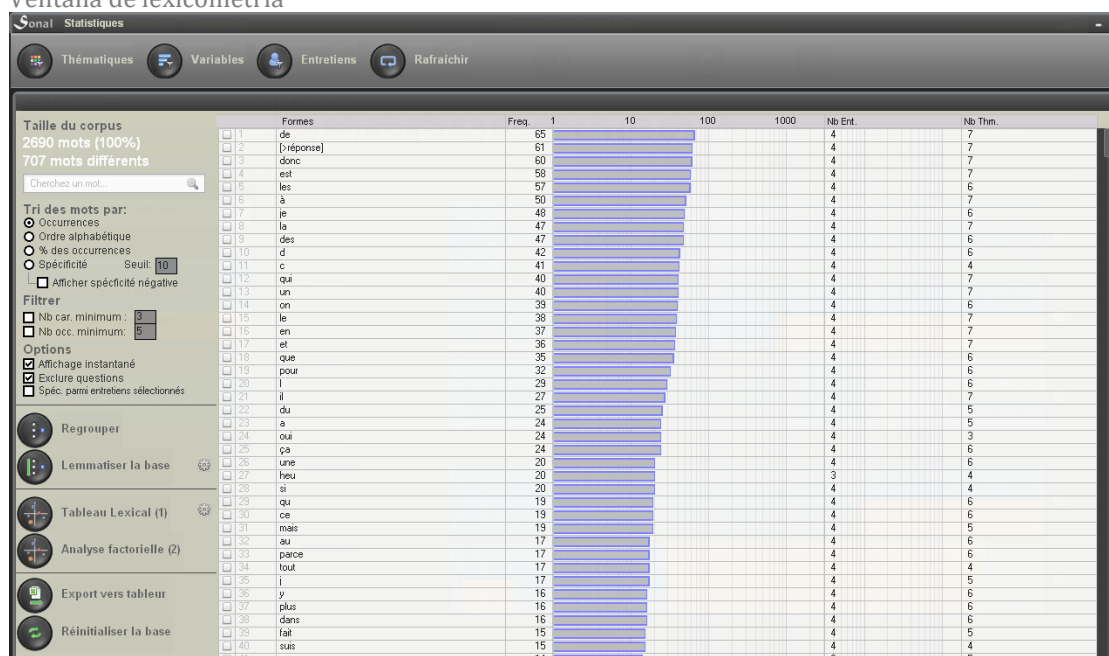 Ventana de lexicometría
Sonal Statistiques
Thématiques Variables Entretiens Rafraichir
Taille du corpus
2690 mots (100%)
707 mots différents
Cherchez un mot...
Tri des mots par:
Occurrences
Ordre alphabétique
% des occurrences
Spécificité Seuil: 10
Afficher spécficité négative
Filtrer
Nb car. minimum : 3
Nb occ. minimum: 5
Options
Affichage instantané
Exclure questions
Spéc. parmi entretiens sélectionnés
Regrouper
Lemmatiser la base
Tableau Lexical (1)
Analyse factorielle (2)
Export vers tableur
Réinitialiser la base
Formes Freq. 1 10 100 1000 Nb Ent. Nb Thm.
1 de 65 4 7
2 [>réponse] 61 4 7
3 donc 60 4 7
4 est 58 4 7
5 les 57 4 6
6 à 50 4 7
7 je 48 4 6
8 la 47 4 7
9 des 47 4 6
10 d 42 4 6
11 c 41 4 4
12 qui 40 4 7
13 un 40 4 7
14 on 39 4 6
15 le 38 4 7
16 en 37 4 7
17 et 36 4 7
18 que 35 4 6
19 pour 32 4 6
20 l 29 4 6
21 il 27 4 7
22 du 25 4 5
23 a 24 4 5
24 oui 24 4 3
25 ça 24 4 6
26 une 20 4 6
27 heu 20 3 4
28 si 20 4 4
29 qu 19 4 6
30 ce 19 4 6
31 mais 19 4 5
32 au 17 4 6
33 parce 17 4 6
34 tout 17 4 4
35 j 17 4 5
36 y 16 4 6
37 plus 16 4 6
38 dans 16 4 6
39 fait 15 4 5
40 suis 15 4 4